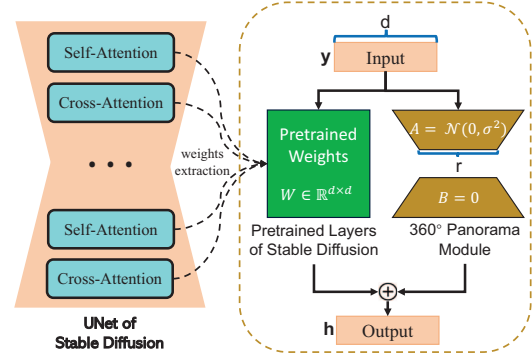 Self-Attention
Cross-Attention
• • •
Self-Attention
Cross-Attention
UNet of
Stable Diffusion
weights
extraction
d
y
Input
Pretrained
Weights
W ∈ ℝ^{d×d}
A = 𝒩(0, σ²)
r
B = 0
Pretrained Layers
of Stable Diffusion
360° Panorama
Module
h
Output